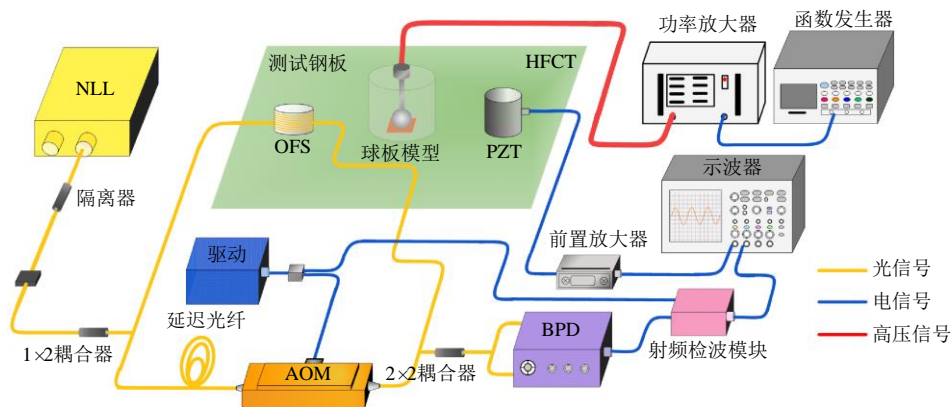 功率放大器
函数发生器
测试钢板
HFCT
NLL
OFS
球板模型
PZT
示波器
隔离器
前置放大器
驱动
光信号
延迟光纤
电信号
BPD
1×2耦合器
射频检波模块
高压信号
AOM
2×2耦合器